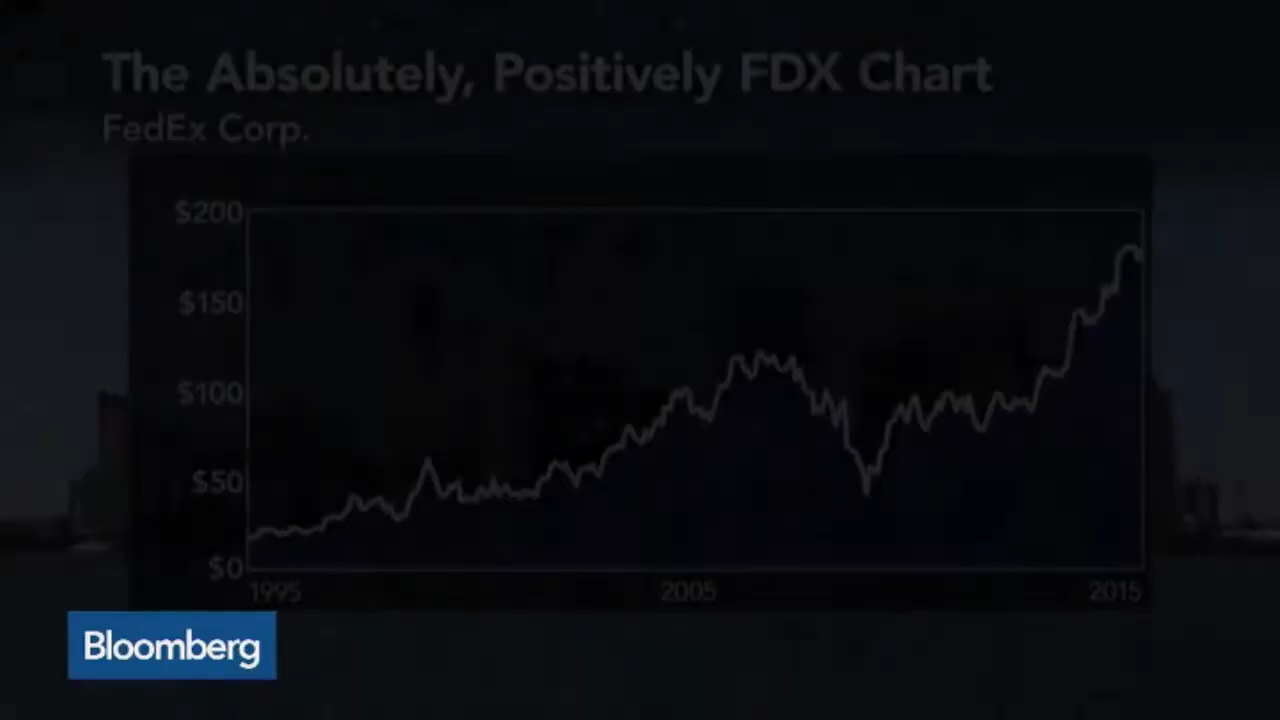 The Absolutely, Positively FDX Chart
FedEx Corp.
$200
$150
$100
$50
$0
1995 2005 2015
Bloomberg